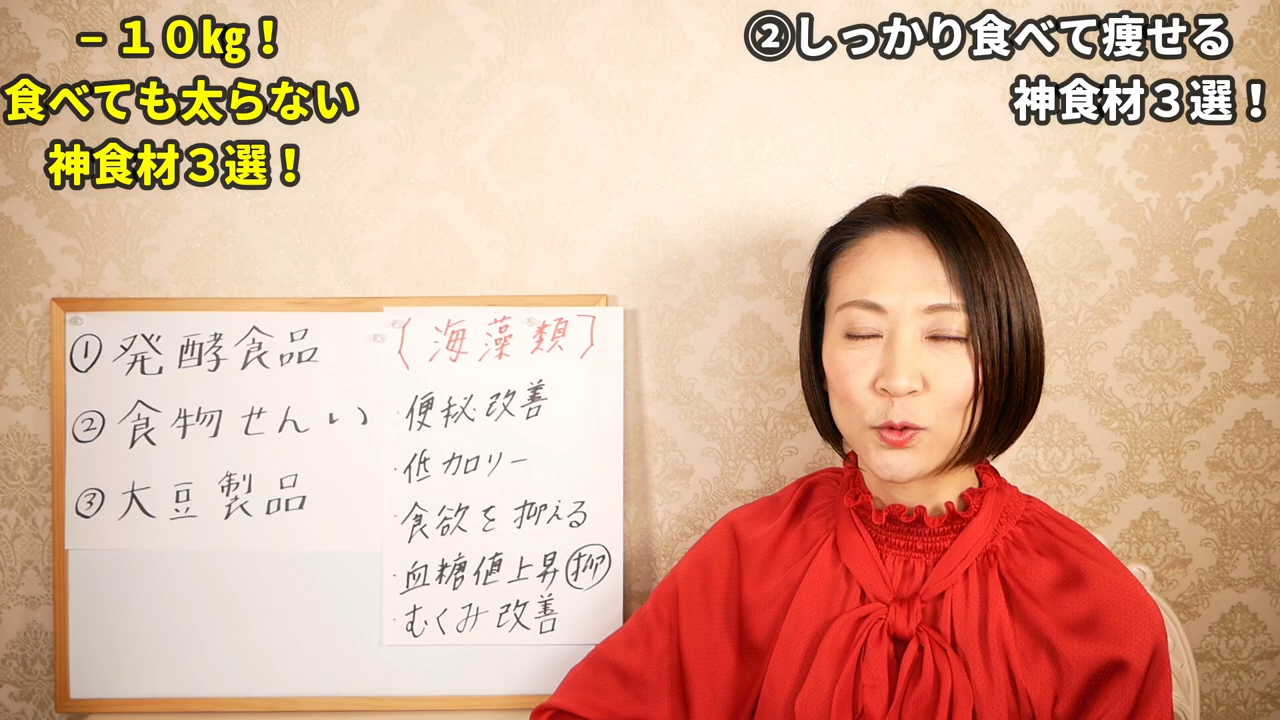 －１０㎏！
食べても太らない
神食材３選！
②しっかり食べて痩せる
神食材３選！
① 発酵食品
② 食物せんい
③ 大豆製品
〔海藻類〕
・便秘改善
・低カロリー
・食欲を抑える
・血糖値上昇抑
・むくみ改善